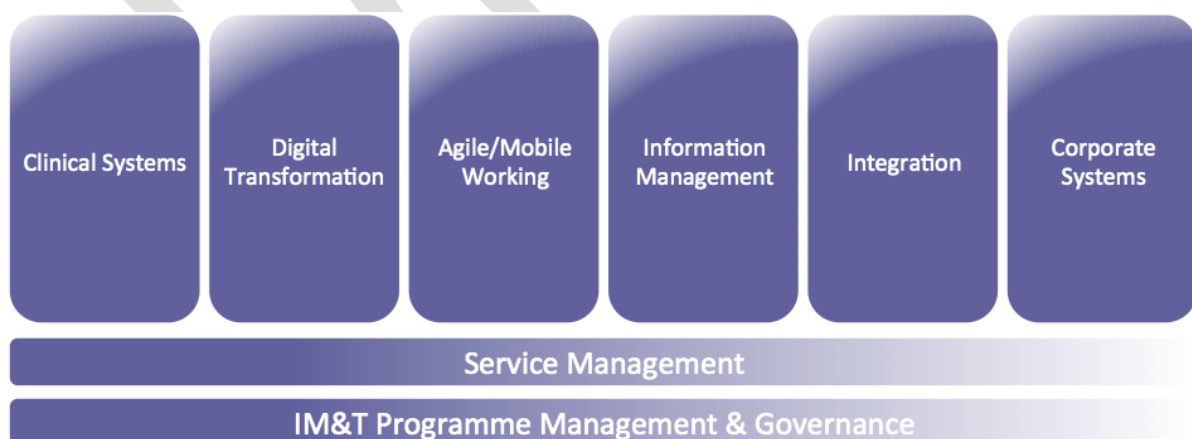 Clinical Systems
Digital
Transformation
Agile/Mobile
Working
Information
Management
Integration
Corporate
Systems
Service Management
IM&T Programme Management & Governance